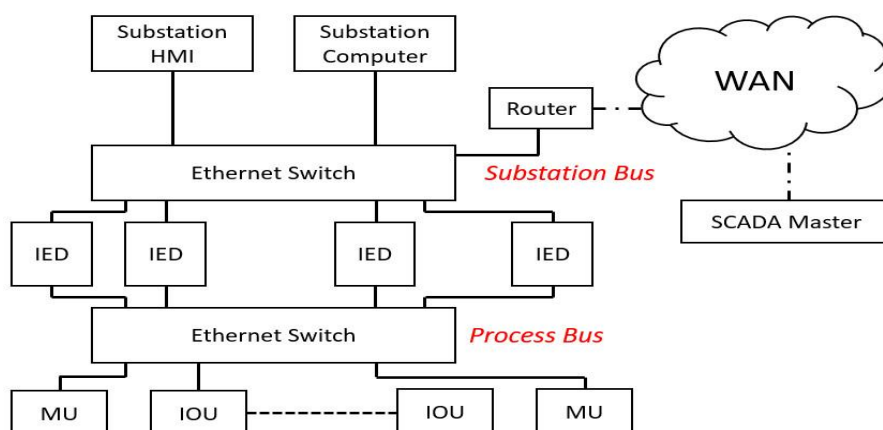 Substation
HMI
Substation
Computer
Router
WAN
Ethernet Switch
Substation Bus
SCADA Master
IED
IED
IED
IED
Ethernet Switch
Process Bus
MU
IOU
IOU
MU